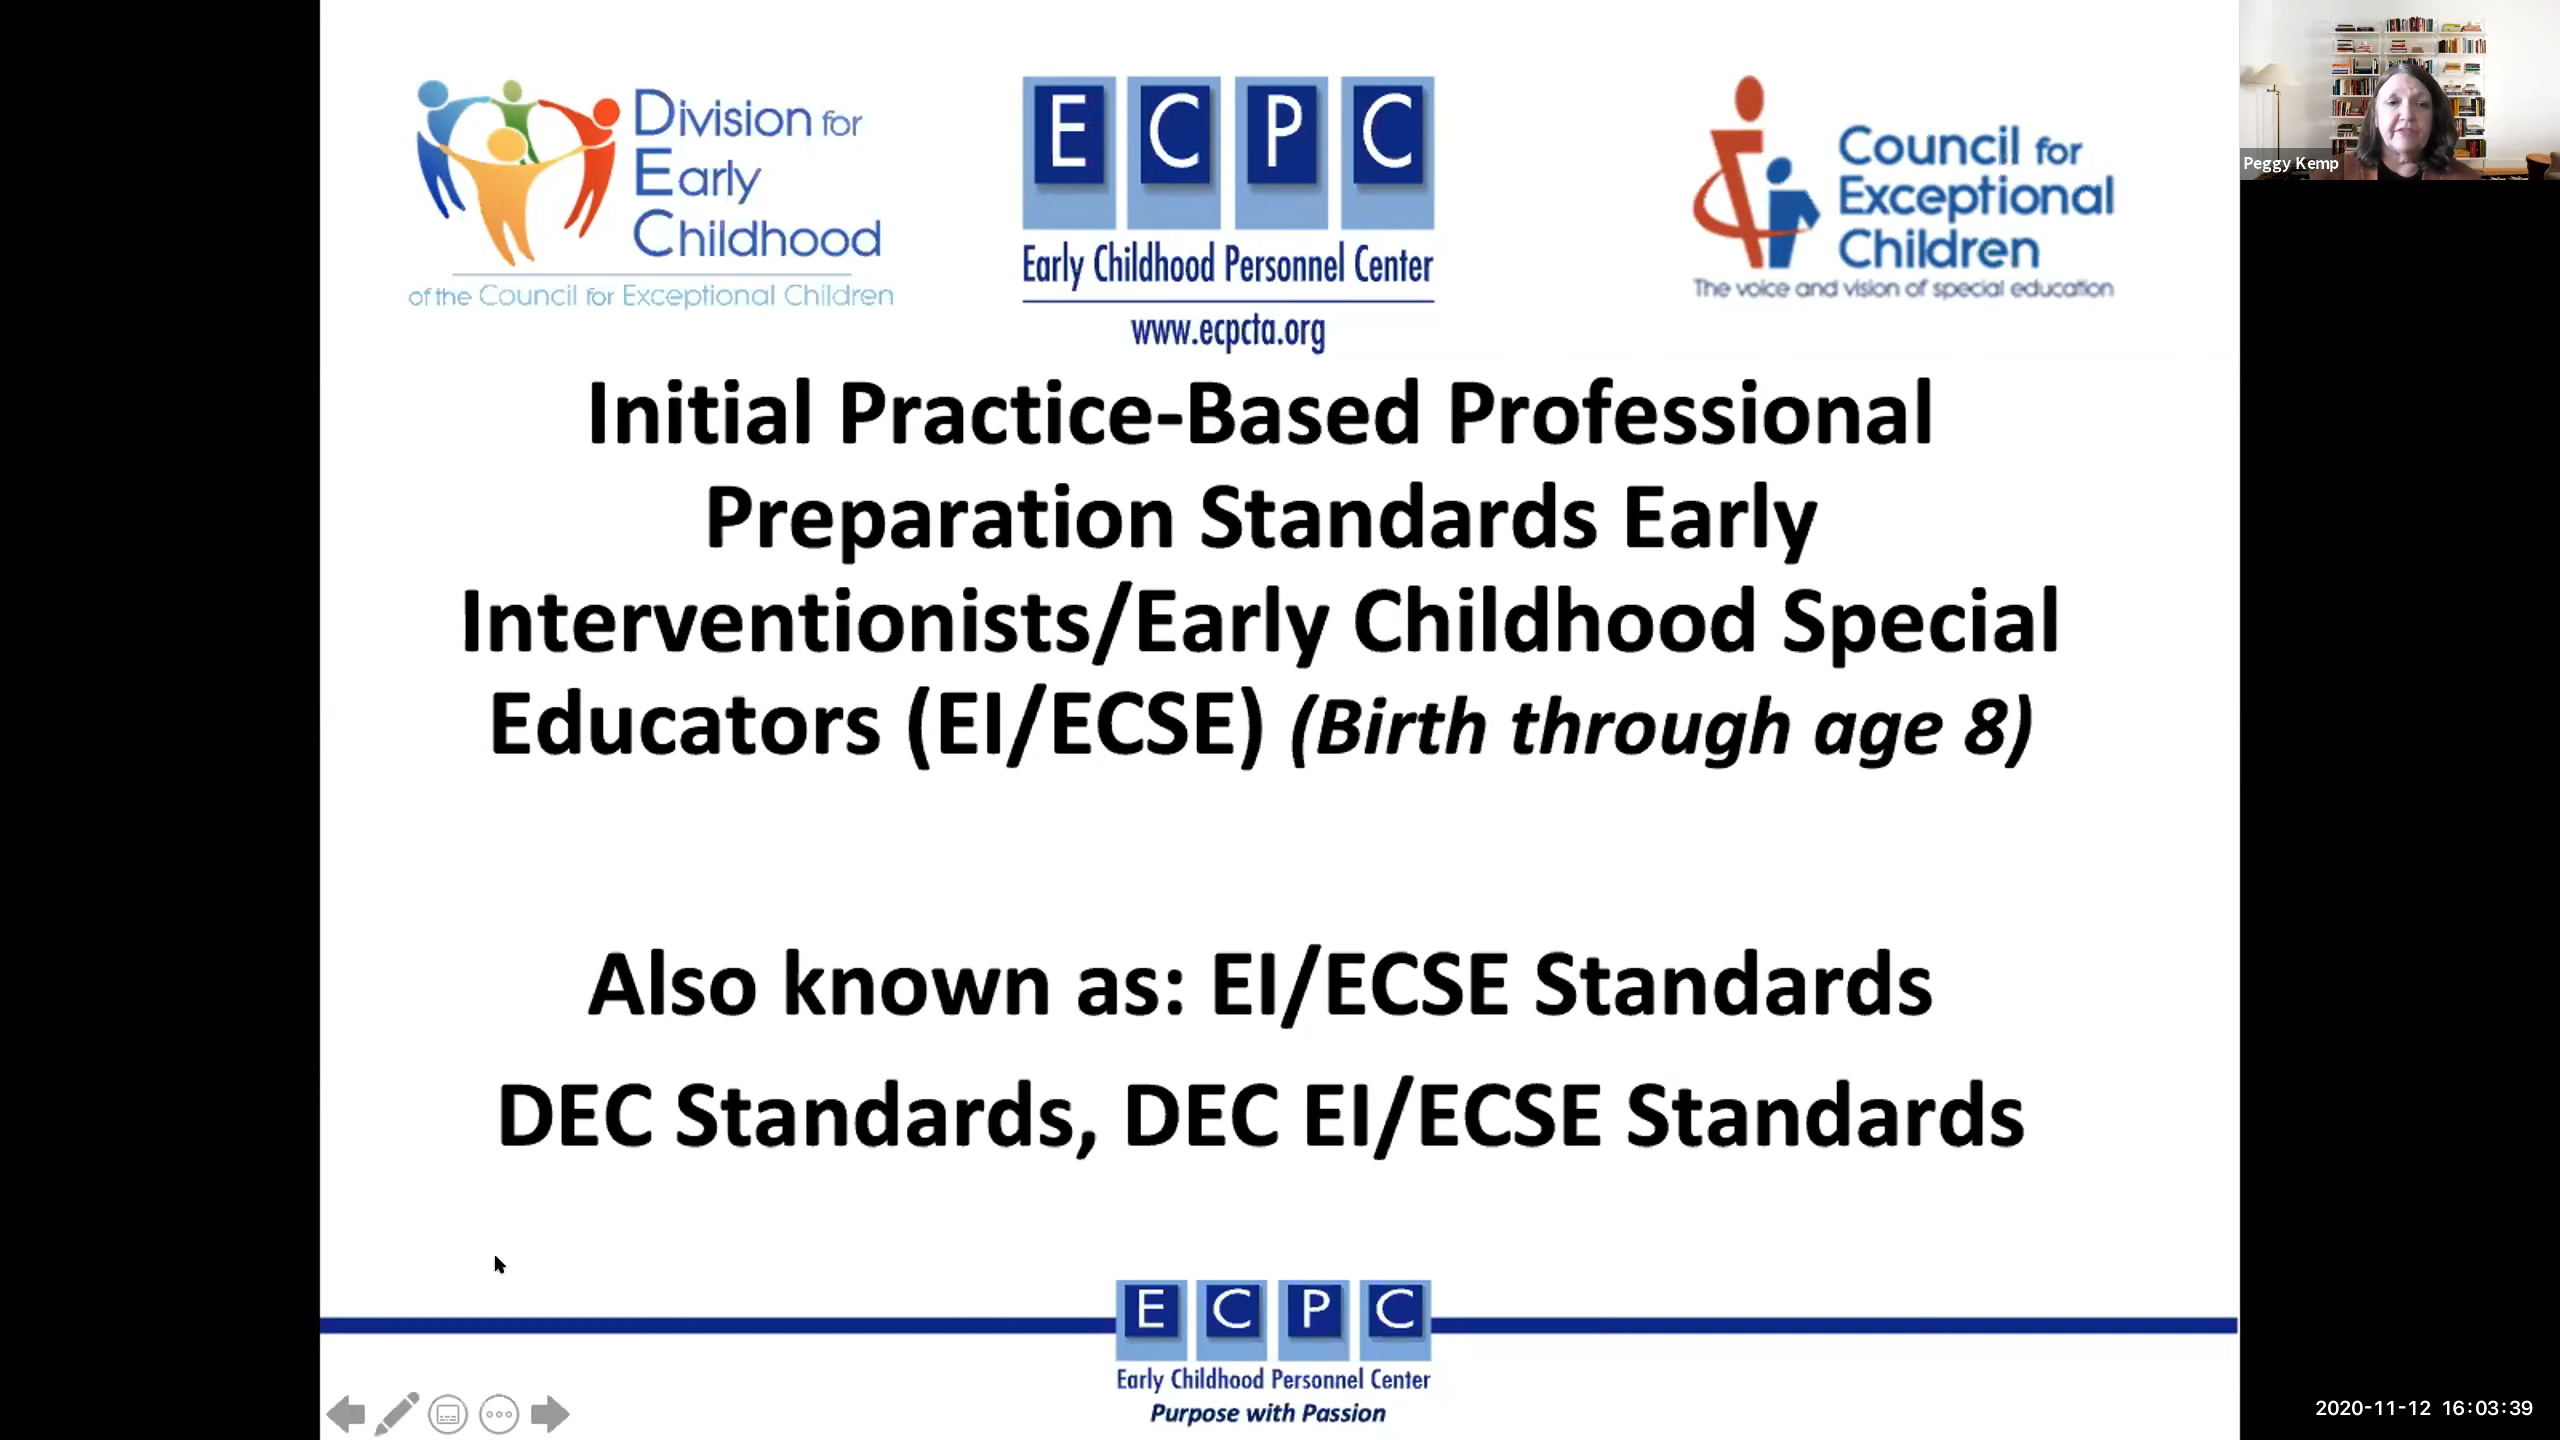 Division for
Early
Childhood
of the Council for Exceptional Children
E C P C
Early Childhood Personnel Center
www.ecpcta.org
Council for
Exceptional
Children
The voice and vision of special education
Peggy Kemp
Initial Practice-Based Professional
Preparation Standards Early
Interventionists/Early Childhood Special
Educators (EI/ECSE) (Birth through age 8)
Also known as: EI/ECSE Standards
DEC Standards, DEC EI/ECSE Standards
E C P C
Early Childhood Personnel Center
Purpose with Passion
2020-11-12 16:03:39